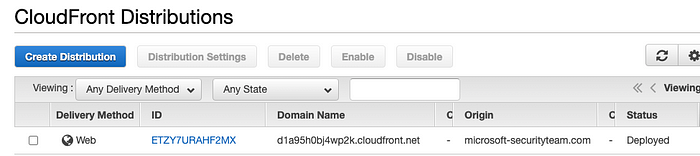 CloudFront Distributions
Create Distribution Distribution Settings Delete Enable Disable
Viewing : Any Delivery Method Any State Viewing
Delivery Method ID Domain Name C Origin C Status
Web ETZY7URAHF2MX d1a95h0bj4wp2k.cloudfront.net - microsoft-securityteam.com - Deployed